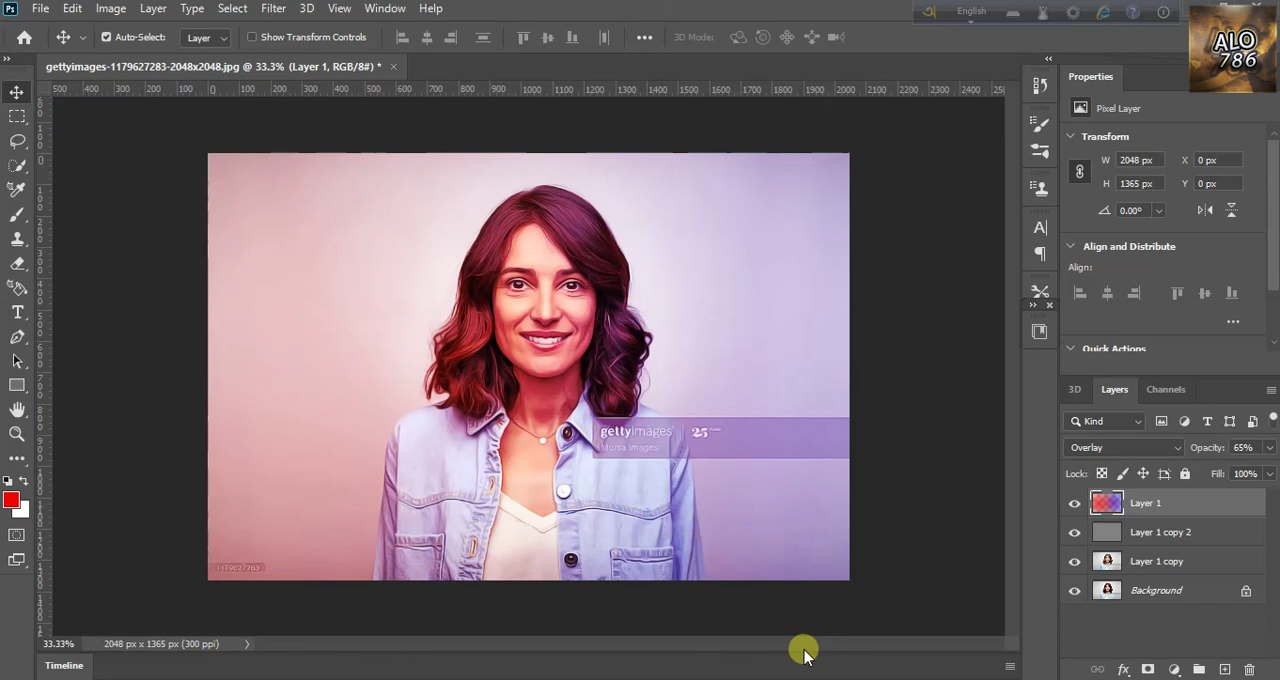 Ps File Edit Image Layer Type Select Filter 3D View Window Help
English
ALO
786
Auto-Select: Layer Show Transform Controls 3D Mode:
gettyimages-1179627283-2048x2048.jpg @ 33.3% (Layer 1, RGB/8#) *
500 400 300 200 100 0 100 200 300 400 500 600 700 800 900 1000 1100 1200 1300 1400 1500 1600 1700 1800 1900 2000 2100 2200 2300 2400
Properties
Pixel Layer
Transform
W 2048 px X 0 px
H 1365 px Y 0 px
0.00°
Align and Distribute
Align:
Quick Actions
3D Layers Channels
Kind
Overlay Opacity: 65%
Lock: Fill: 100%
Layer 1
Layer 1 copy 2
Layer 1 copy
Background
gettyimages 25
Morsa Images
1179627283
33.33% 2048 px x 1365 px (300 ppi)
Timeline